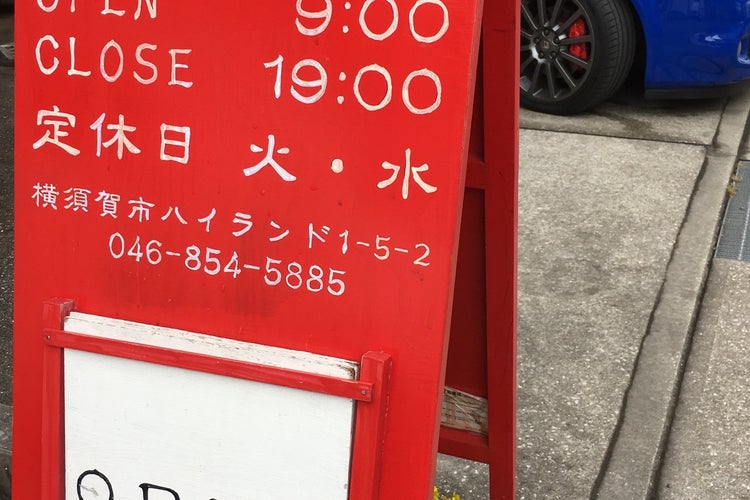 OPEN 9:00
CLOSE 19:00
定休日 火・水
横須賀市ハイランド1-5-2
046-854-5885